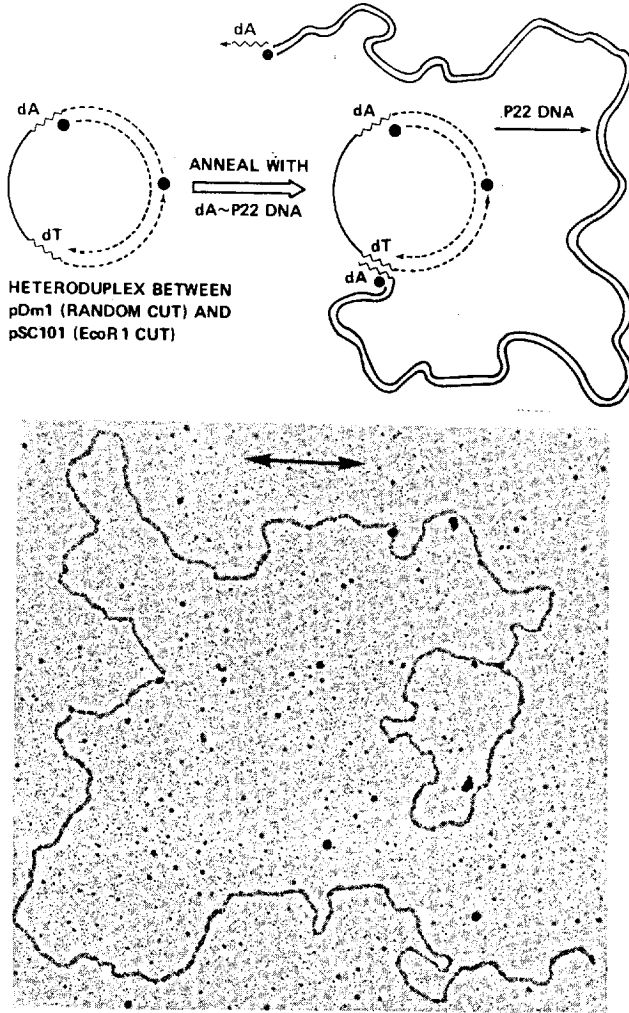 dA
dA
dA
P22 DNA
ANNEAL WITH
dA~P22 DNA
dT
dT
dA
HETERODUPLEX BETWEEN
pDm1 (RANDOM CUT) AND
pSC101 (EcoR1 CUT)